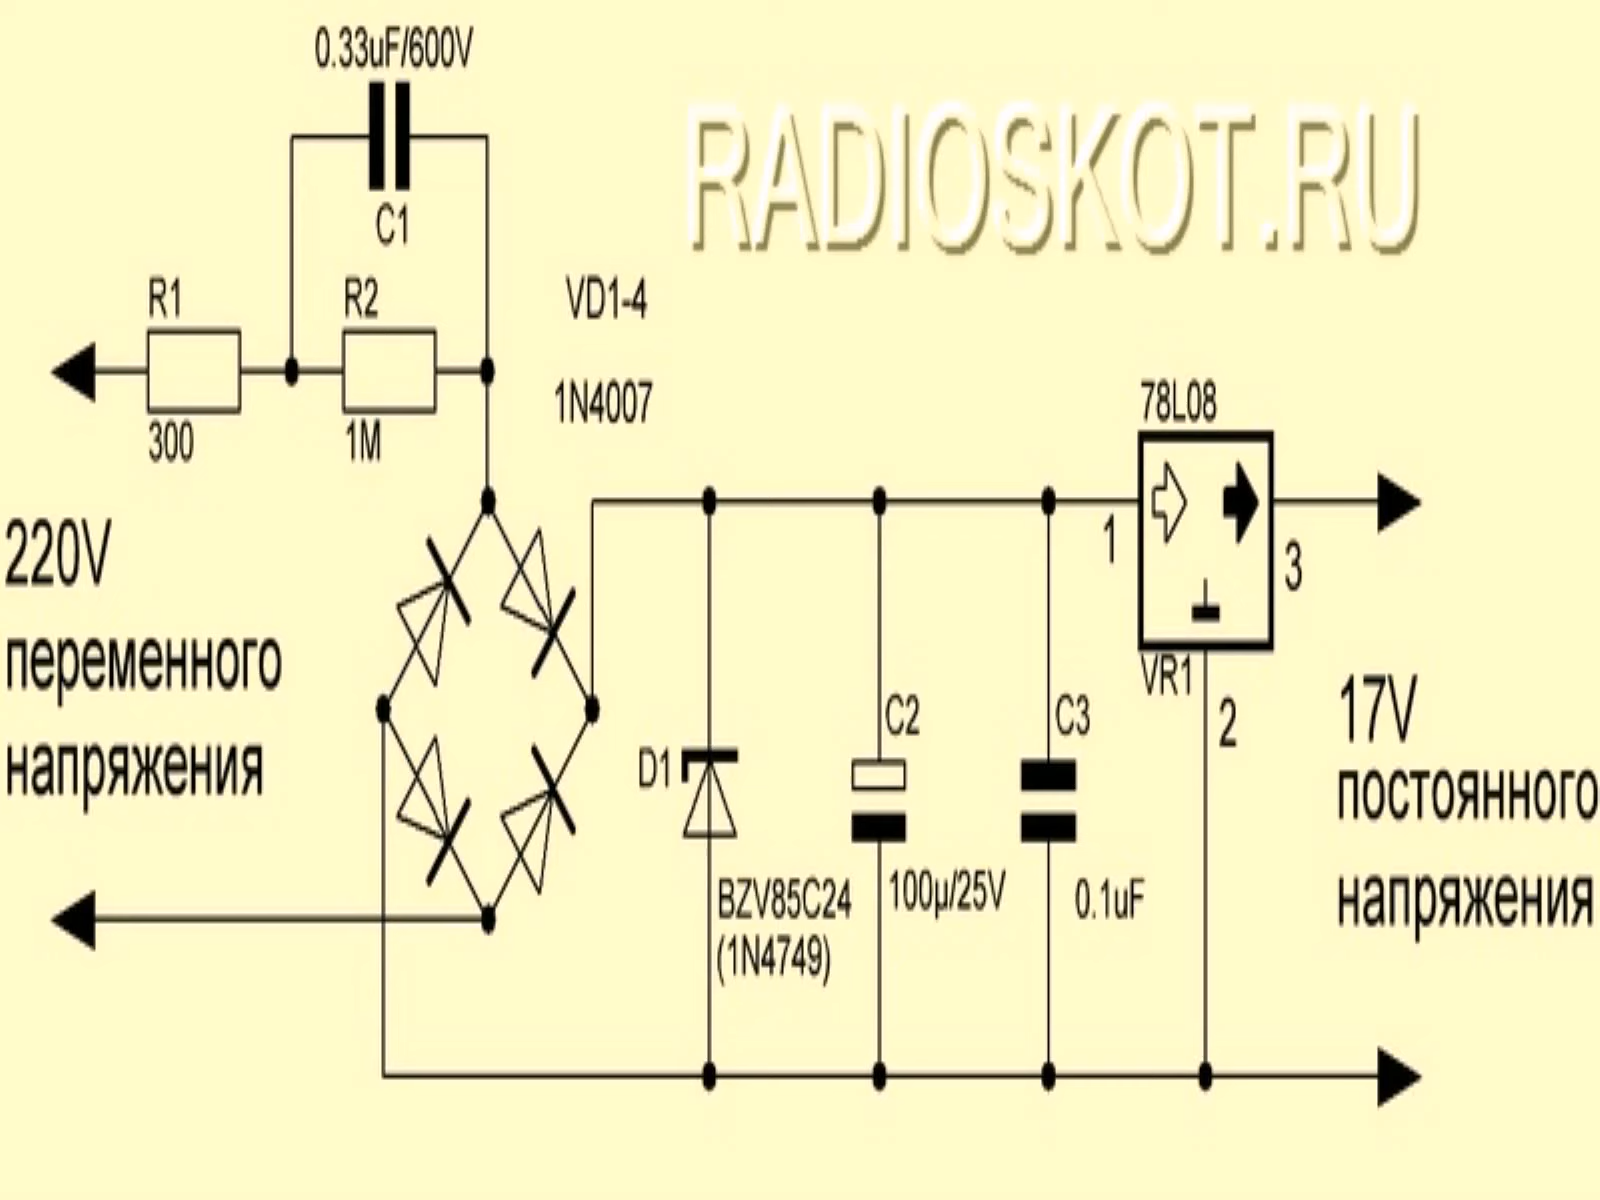 0.33uF/600V
RADIOSKOT.RU
C1
R1
R2
VD1-4
300
1M
1N4007
78L08
220V
переменного
напряжения
1
3
VR1
2
17V
постоянного
напряжения
D1
C2
C3
BZV85C24
(1N4749)
100µ/25V
0.1uF